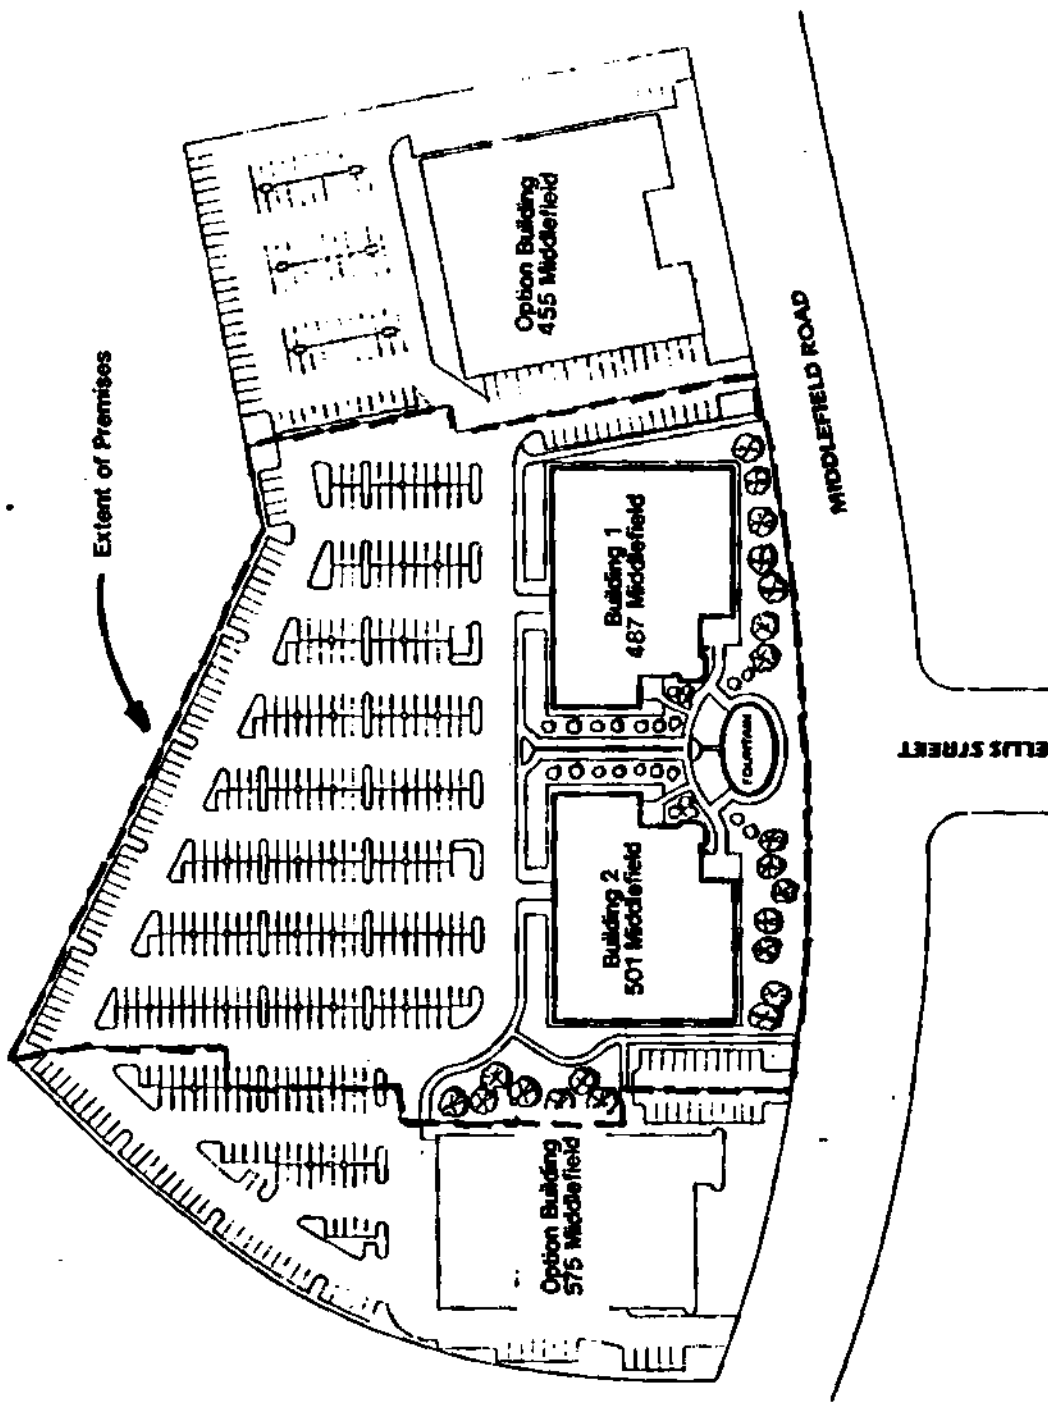 Extent of Premises
Option Building
455 Middlefield
MIDDLEFIELD ROAD
Building 1
487 Middlefield
FOUNTAIN
ELLIS STREET
Building 2
501 Middlefield
Option Building
575 Middlefield